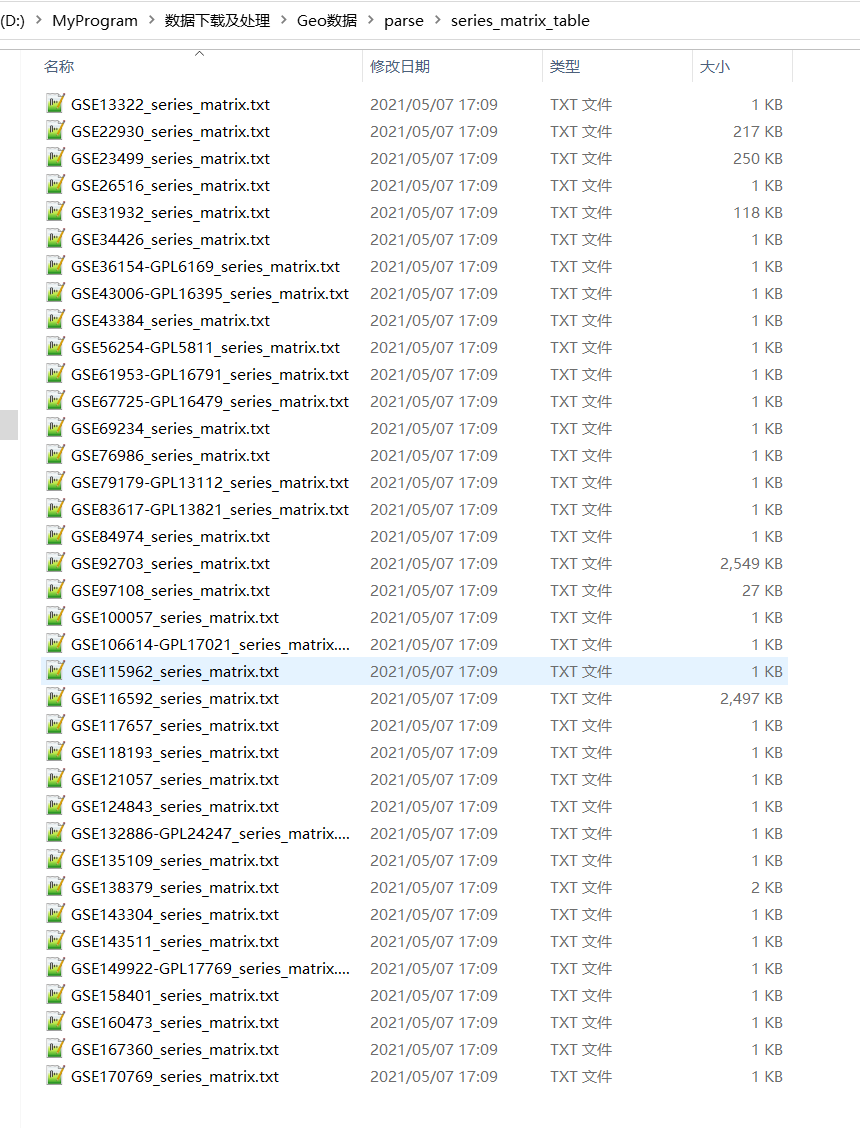 (D:) > MyProgram > 数据下载及处理 > Geo数据 > parse > series_matrix_table
名称 修改日期 类型 大小
GSE13322_series_matrix.txt 2021/05/07 17:09 TXT 文件 1 KB
GSE22930_series_matrix.txt 2021/05/07 17:09 TXT 文件 217 KB
GSE23499_series_matrix.txt 2021/05/07 17:09 TXT 文件 250 KB
GSE26516_series_matrix.txt 2021/05/07 17:09 TXT 文件 1 KB
GSE31932_series_matrix.txt 2021/05/07 17:09 TXT 文件 118 KB
GSE34426_series_matrix.txt 2021/05/07 17:09 TXT 文件 1 KB
GSE36154-GPL6169_series_matrix.txt 2021/05/07 17:09 TXT 文件 1 KB
GSE43006-GPL16395_series_matrix.txt 2021/05/07 17:09 TXT 文件 1 KB
GSE43384_series_matrix.txt 2021/05/07 17:09 TXT 文件 1 KB
GSE56254-GPL5811_series_matrix.txt 2021/05/07 17:09 TXT 文件 1 KB
GSE61953-GPL16791_series_matrix.txt 2021/05/07 17:09 TXT 文件 1 KB
GSE67725-GPL16479_series_matrix.txt 2021/05/07 17:09 TXT 文件 1 KB
GSE69234_series_matrix.txt 2021/05/07 17:09 TXT 文件 1 KB
GSE76986_series_matrix.txt 2021/05/07 17:09 TXT 文件 1 KB
GSE79179-GPL13112_series_matrix.txt 2021/05/07 17:09 TXT 文件 1 KB
GSE83617-GPL13821_series_matrix.txt 2021/05/07 17:09 TXT 文件 1 KB
GSE84974_series_matrix.txt 2021/05/07 17:09 TXT 文件 1 KB
GSE92703_series_matrix.txt 2021/05/07 17:09 TXT 文件 2,549 KB
GSE97108_series_matrix.txt 2021/05/07 17:09 TXT 文件 27 KB
GSE100057_series_matrix.txt 2021/05/07 17:09 TXT 文件 1 KB
GSE106614-GPL17021_series_matrix.... 2021/05/07 17:09 TXT 文件 1 KB
GSE115962_series_matrix.txt 2021/05/07 17:09 TXT 文件 1 KB
GSE116592_series_matrix.txt 2021/05/07 17:09 TXT 文件 2,497 KB
GSE117657_series_matrix.txt 2021/05/07 17:09 TXT 文件 1 KB
GSE118193_series_matrix.txt 2021/05/07 17:09 TXT 文件 1 KB
GSE121057_series_matrix.txt 2021/05/07 17:09 TXT 文件 1 KB
GSE124843_series_matrix.txt 2021/05/07 17:09 TXT 文件 1 KB
GSE132886-GPL24247_series_matrix.... 2021/05/07 17:09 TXT 文件 1 KB
GSE135109_series_matrix.txt 2021/05/07 17:09 TXT 文件 1 KB
GSE138379_series_matrix.txt 2021/05/07 17:09 TXT 文件 2 KB
GSE143304_series_matrix.txt 2021/05/07 17:09 TXT 文件 1 KB
GSE143511_series_matrix.txt 2021/05/07 17:09 TXT 文件 1 KB
GSE149922-GPL17769_series_matrix.... 2021/05/07 17:09 TXT 文件 1 KB
GSE158401_series_matrix.txt 2021/05/07 17:09 TXT 文件 1 KB
GSE160473_series_matrix.txt 2021/05/07 17:09 TXT 文件 1 KB
GSE167360_series_matrix.txt 2021/05/07 17:09 TXT 文件 1 KB
GSE170769_series_matrix.txt 2021/05/07 17:09 TXT 文件 1 KB